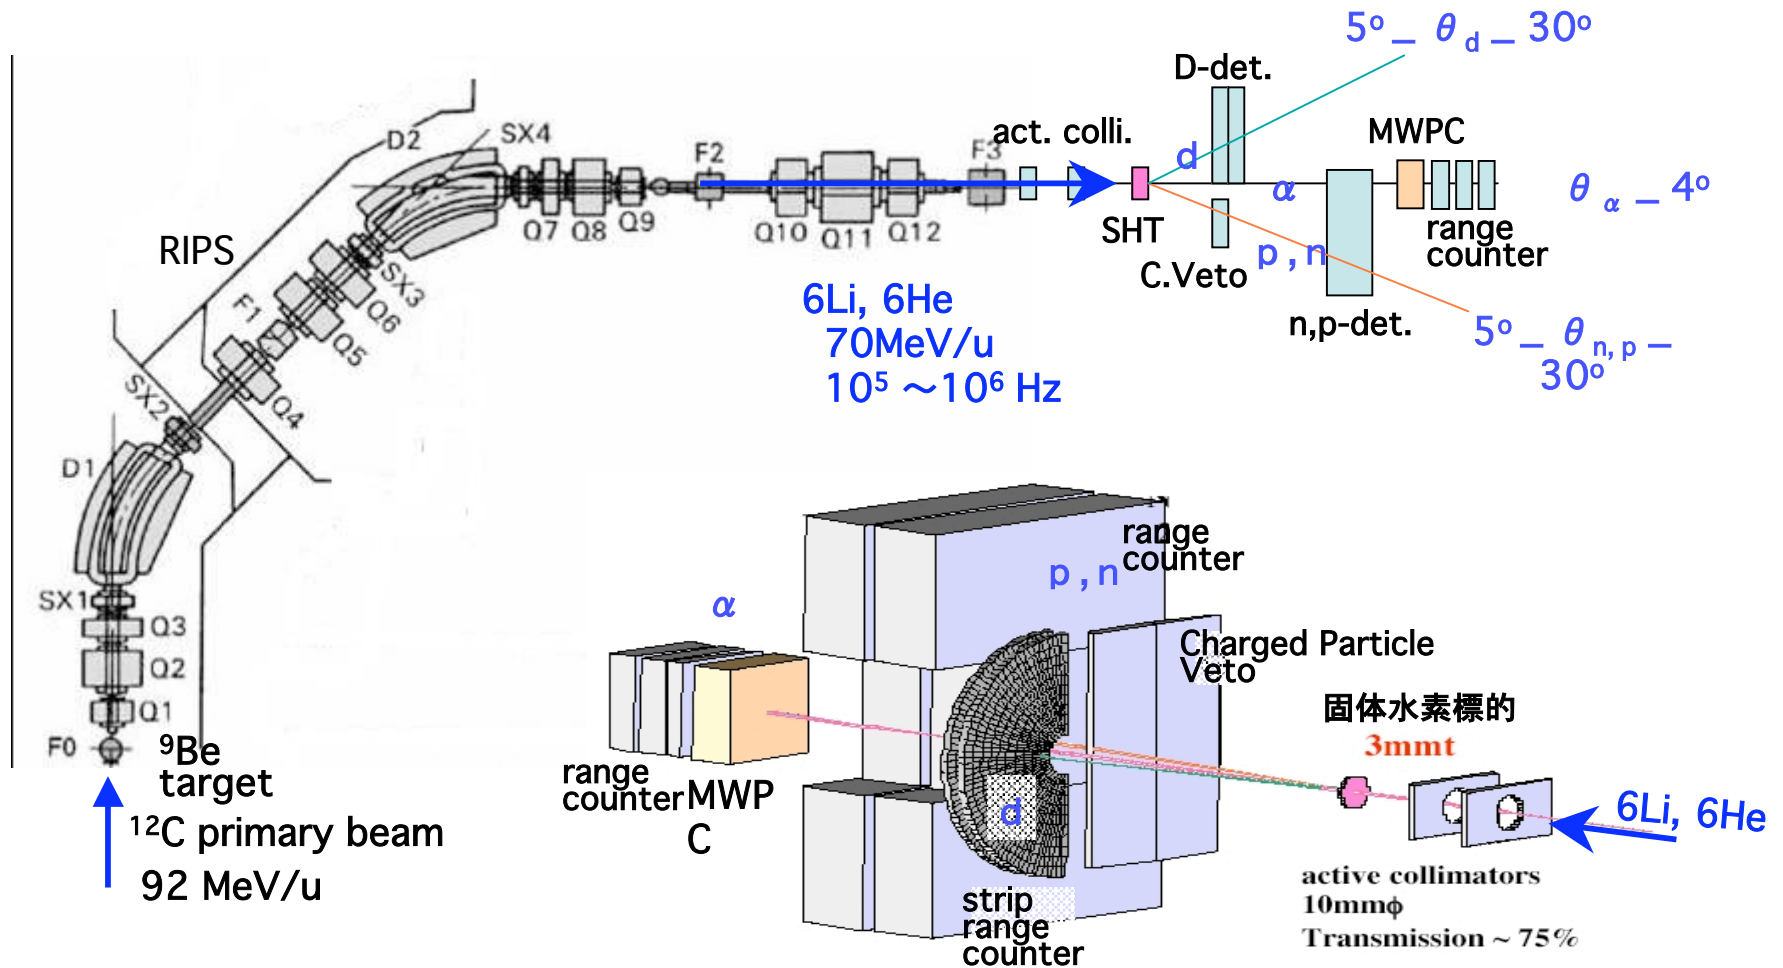 5° _ θ d _ 30°
D-det.
SX4
D2
act. colli.
MWPC
F2
F3
d
α
θ α _ 4°
Q7 Q8 Q9
Q10 Q11 Q12
SHT
range
counter
RIPS
p , n
C.Veto
SX3
Q6
F1
Q5
6Li, 6He
70MeV/u
10⁵ ～10⁶ Hz
n,p-det.
5° _ θ n, p _
30°
SX2
Q4
D1
SX1
Q3
Q2
Q1
F0
⁹Be
target
¹²C primary beam
92 MeV/u
range
counter
p , n
α
Charged Particle
Veto
固体水素標的
3mmt
range
counter
MWP
C
d
6Li, 6He
strip
range
counter
active collimators
10mmϕ
Transmission ~ 75%